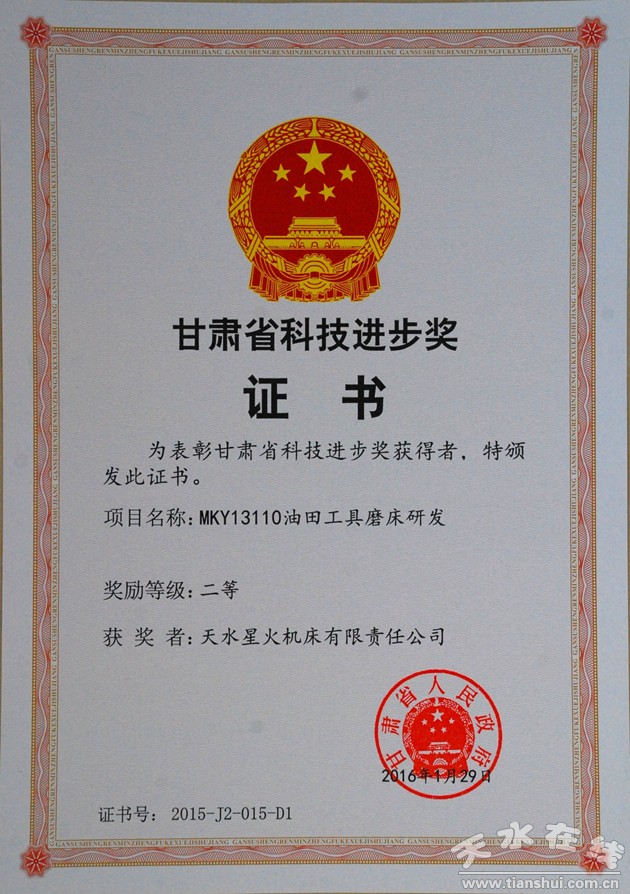 甘肃省科技进步奖
证 书
为表彰甘肃省科技进步奖获得者，特颁
发此证书。
项目名称：MKY13110油田工具磨床研发
奖励等级：二等
获 奖 者：天水星火机床有限责任公司
甘肃省人民政府
2016年1月29日
证书号： 2015-J2-015-D1
天水在线
www.tianshui.com.cn